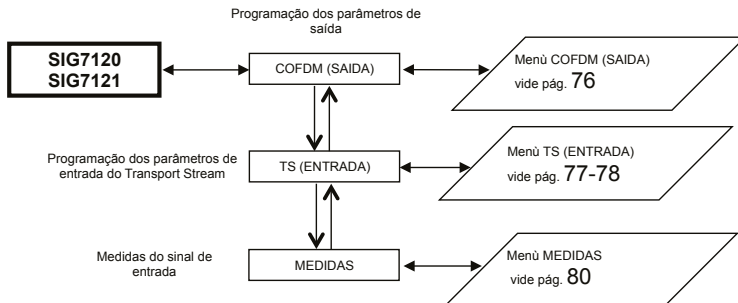 Programação dos parâmetros de
saída
SIG7120
SIG7121
COFDM (SAIDA)
Menù COFDM (SAIDA)
vide pág. 76
Programação dos parâmetros de
entrada do Transport Stream
TS (ENTRADA)
Menù TS (ENTRADA)
vide pág. 77-78
Medidas do sinal de
entrada
MEDIDAS
Menù MEDIDAS
vide pág. 80